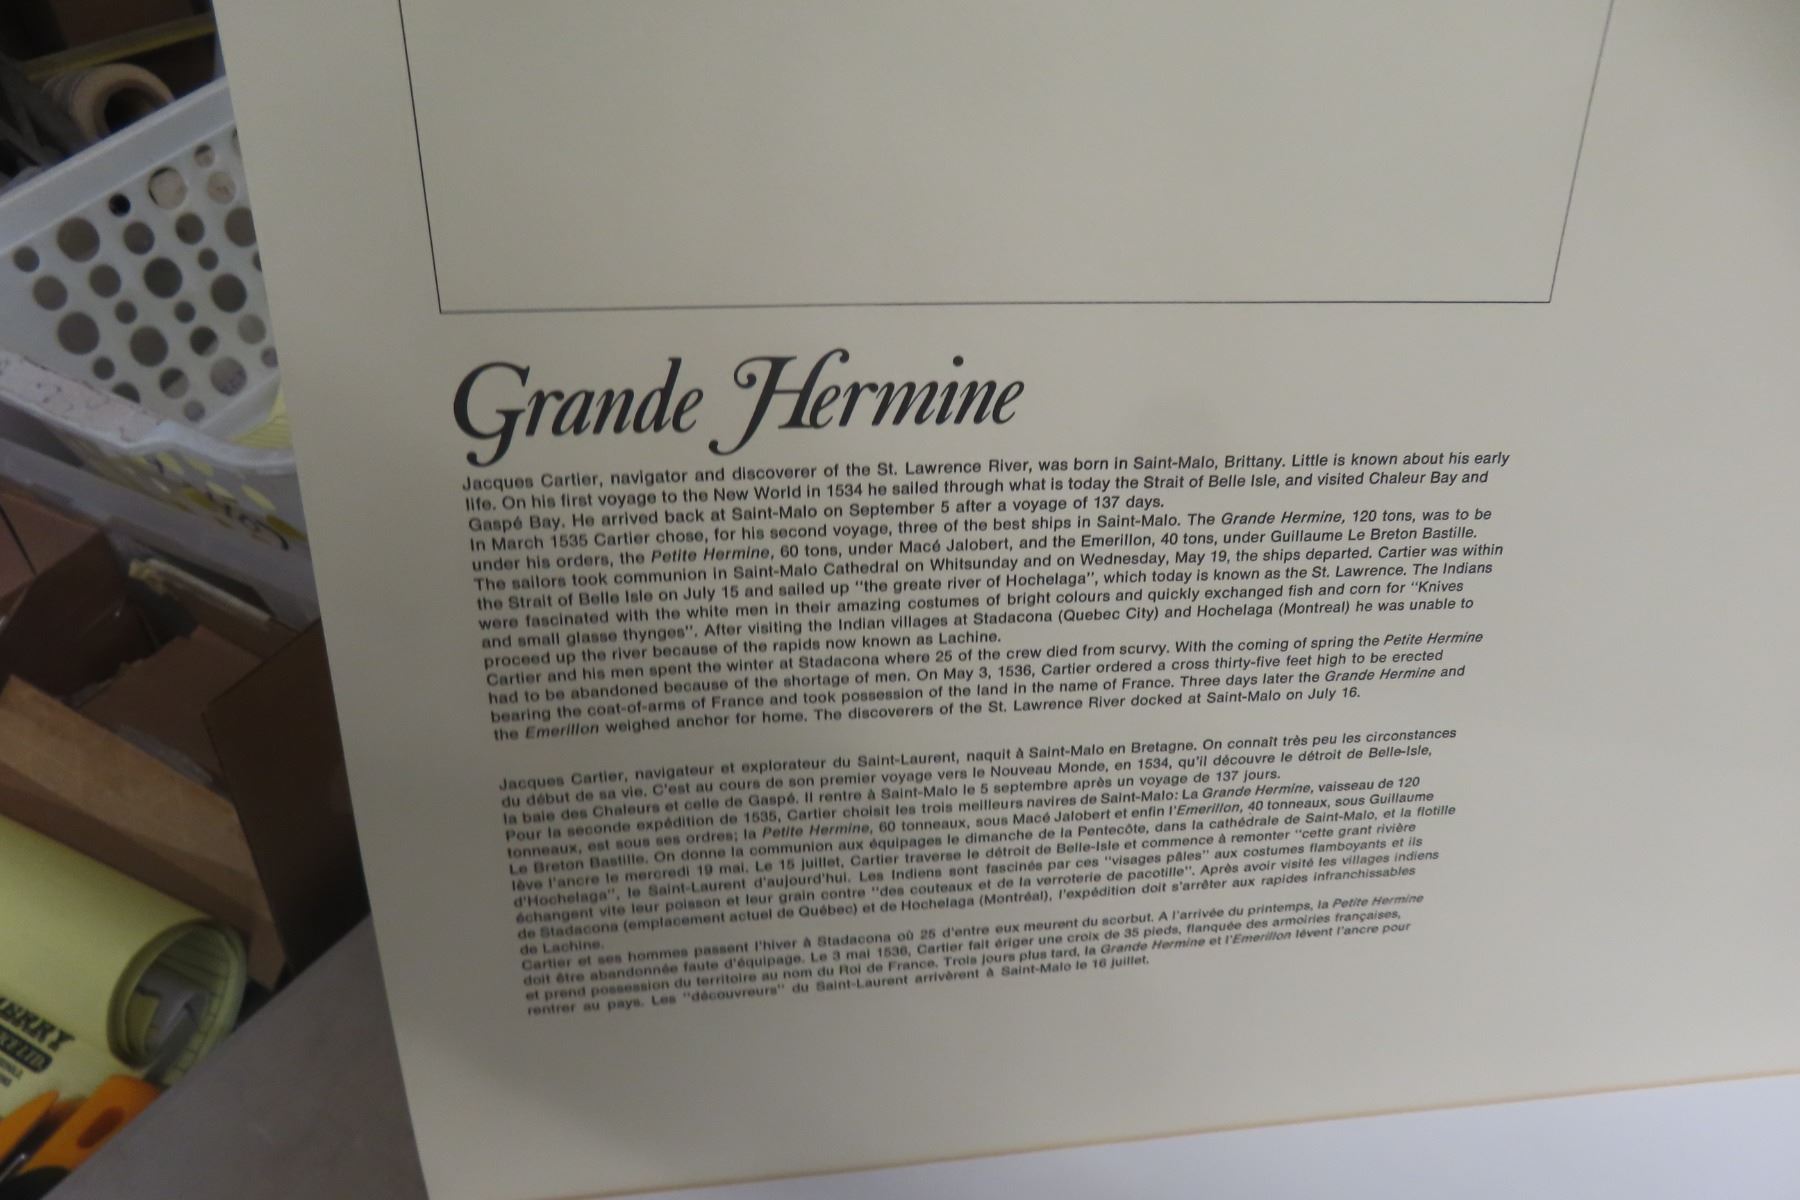 Grande Hermine
Jacques Cartier, navigator and discoverer of the St. Lawrence River, was born in Saint-Malo, Brittany. Little is known about his early
life. On his first voyage to the New World in 1534 he sailed through what is today the Strait of Belle Isle, and visited Chaleur Bay and
Gaspé Bay. He arrived back at Saint-Malo on September 5 after a voyage of 137 days.
In March 1535 Cartier chose, for his second voyage, three of the best ships in Saint-Malo. The Grande Hermine, 120 tons, was to be
under his orders, the Petite Hermine, 60 tons, under Macé Jalobert, and the Emerillon, 40 tons, under Guillaume Le Breton Bastille.
The sailors took communion in Saint-Malo Cathedral on Whitsunday and on Wednesday, May 19, the ships departed. Cartier was within
the Strait of Belle Isle on July 15 and sailed up "the greate river of Hochelaga", which today is known as the St. Lawrence. The Indians
were fascinated with the white men in their amazing costumes of bright colours and quickly exchanged fish and corn for "Knives
and small glasse thynges". After visiting the Indian villages at Stadacona (Quebec City) and Hochelaga (Montreal) he was unable to
proceed up the river because of the rapids now known as Lachine.
Cartier and his men spent the winter at Stadacona where 25 of the crew died from scurvy. With the coming of spring the Petite Hermine
had to be abandoned because of the shortage of men. On May 3, 1536, Cartier ordered a cross thirty-five feet high to be erected
bearing the coat-of-arms of France and took possession of the land in the name of France. Three days later the Grande Hermine and
the Emerillon weighed anchor for home. The discoverers of the St. Lawrence River docked at Saint-Malo on July 16.
Jacques Cartier, navigateur et explorateur du Saint-Laurent, naquit à Saint-Malo en Bretagne. On connaît très peu les circonstances
du début de sa vie. C'est au cours de son premier voyage vers le Nouveau Monde, en 1534, qu'il découvre le détroit de Belle-Isle,
la baie des Chaleurs et celle de Gaspé. Il rentre à Saint-Malo le 5 septembre après un voyage de 137 jours.
Pour la seconde expédition de 1535, Cartier choisit les trois meilleurs navires de Saint-Malo: La Grande Hermine, vaisseau de 120
tonneaux, est sous ses ordres; la Petite Hermine, 60 tonneaux, sous Macé Jalobert et enfin l'Emerillon, 40 tonneaux, sous Guillaume
Le Breton Bastille. On donne la communion aux équipages le dimanche de la Pentecôte, dans la cathédrale de Saint-Malo, et la flotille
lève l'ancre le mercredi 19 mai. Le 15 juillet, Cartier traverse le détroit de Belle-Isle et commence à remonter "cette grant rivière
d'Hochelaga", le Saint-Laurent d'aujourd'hui. Les Indiens sont fascinés par ces "visages pâles" aux costumes flamboyants et ils
échangent vite leur poisson et leur grain contre "des couteaux et de la verroterie de pacotille". Après avoir visité les villages indiens
de Stadacona (emplacement actuel de Québec) et de Hochelaga (Montréal), l'expédition doit s'arrêter aux rapides infranchissables
de Lachine.
Cartier et ses hommes passent l'hiver à Stadacona où 25 d'entre eux meurent du scorbut. A l'arrivée du printemps, la Petite Hermine
doit être abandonnée faute d'équipage. Le 3 mai 1536, Cartier fait ériger une croix de 35 pieds, flanquée des armoiries françaises,
et prend possession du territoire au nom du Roi de France. Trois jours plus tard, la Grande Hermine et l'Emerillon lèvent l'ancre pour
rentrer au pays. Les "découvreurs" du Saint-Laurent arrivèrent à Saint-Malo le 16 juillet.